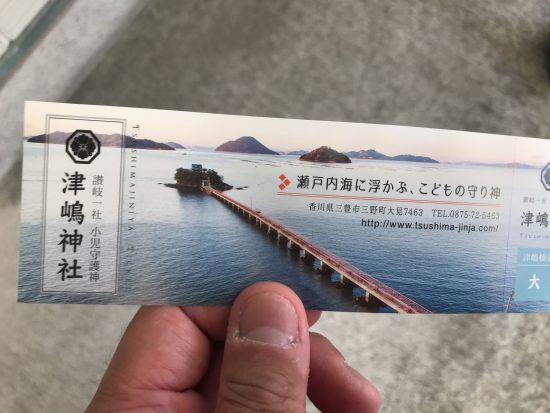 讃岐一社 小児守護神
津嶋神社
TSUSHIMAJINJA
瀬戸内海に浮かぶ、こどもの守り神
香川県三豊市三野町大見7463 TEL.0875-72-5463
http://www.tsushima-jinja.com/
讃岐一社
津嶋
津嶋橋
大